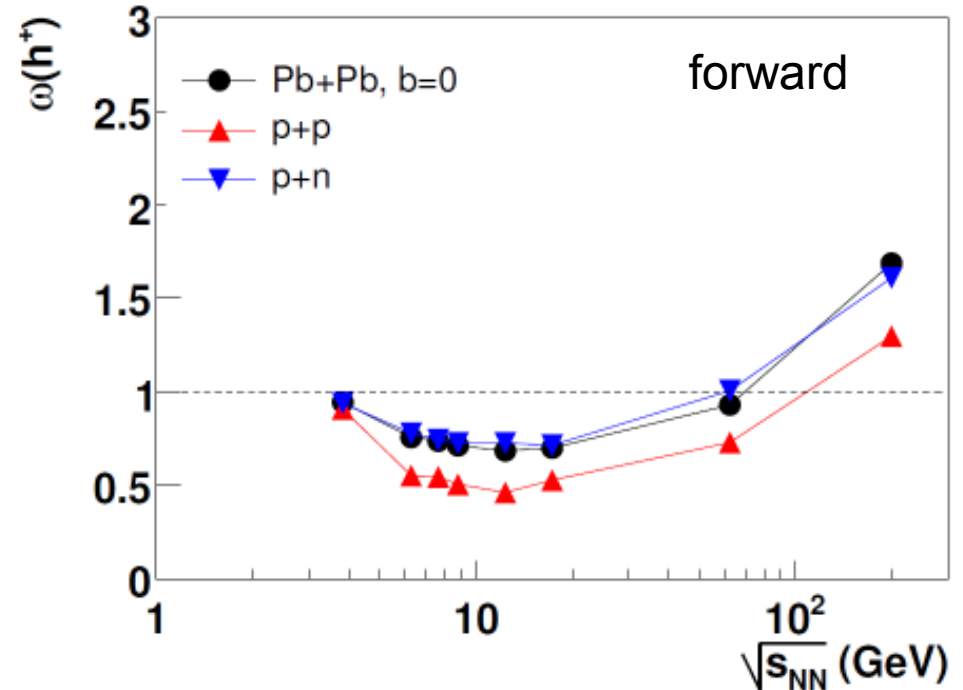 ω(h⁺)
forward
Pb+Pb, b=0
p+p
p+n
3
2.5
2
1.5
1
0.5
0
1
10
10²
√s_NN (GeV)